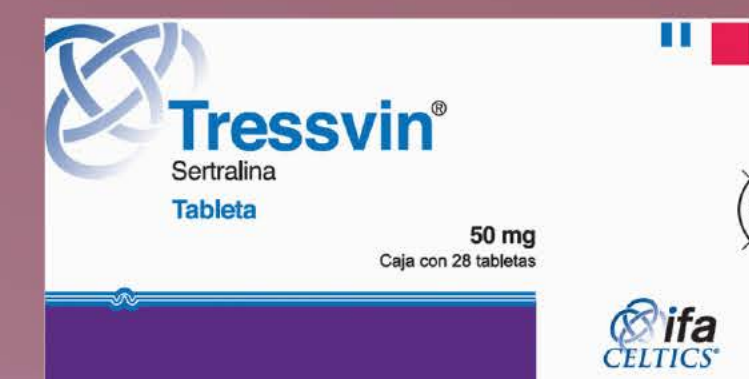 Tressvin®
Sertralina
Tableta
50 mg
Caja con 28 tabletas
ifa
CELTICS®